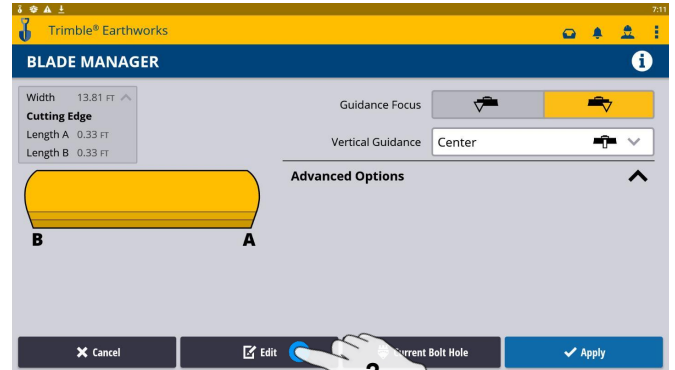 7:11
Trimble® Earthworks
BLADE MANAGER
Width 13.81 FT
Cutting Edge
Length A 0.33 FT
Length B 0.33 FT
B A
Guidance Focus
Vertical Guidance Center
Advanced Options
Cancel
Edit
Current Bolt Hole
Apply